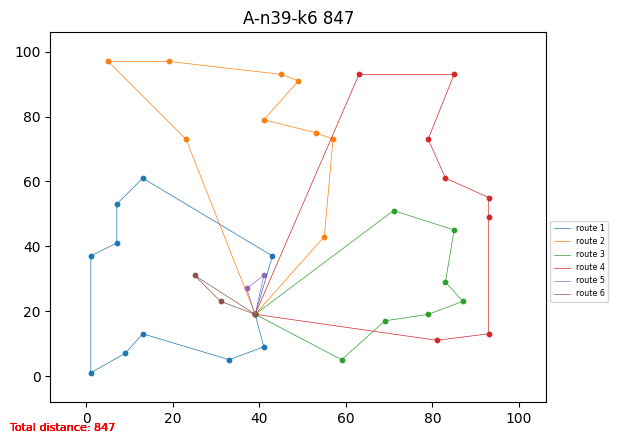 A-n39-k6 847
100
80
60
40
20
0
0 20 40 60 80 100
route 1
route 2
route 3
route 4
route 5
route 6
Total distance: 847